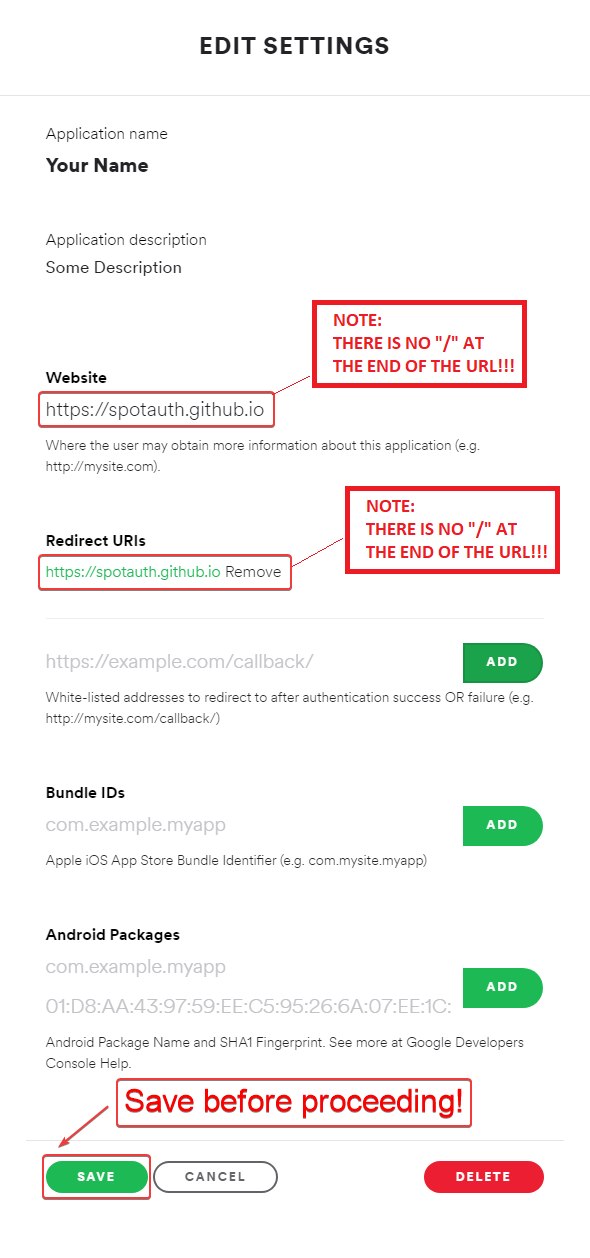 EDIT SETTINGS
Application name
Your Name
Application description
Some Description
NOTE:
THERE IS NO "/" AT
THE END OF THE URL!!!
Website
https://spotauth.github.io
Where the user may obtain more information about this application (e.g.
http://mysite.com).
NOTE:
THERE IS NO "/" AT
THE END OF THE URL!!!
Redirect URIs
https://spotauth.github.io Remove
https://example.com/callback/
ADD
White-listed addresses to redirect to after authentication success OR failure (e.g.
http://mysite.com/callback/)
Bundle IDs
com.example.myapp
ADD
Apple iOS App Store Bundle Identifier (e.g. com.mysite.myapp)
Android Packages
com.example.myapp
01:D8:AA:43:97:59:EE:C5:95:26:6A:07:EE:1C:
ADD
Android Package Name and SHA1 Fingerprint. See more at Google Developers
Console Help.
Save before proceeding!
SAVE
CANCEL
DELETE